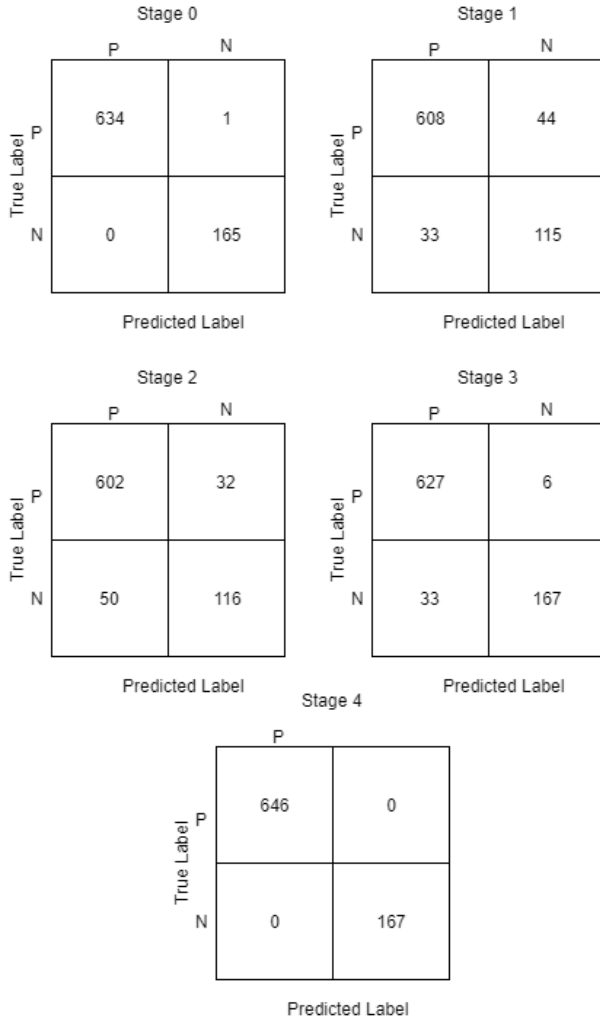 Stage 0
P N
True Label
P 634 1
N 0 165
Predicted Label
Stage 1
P N
True Label
P 608 44
N 33 115
Predicted Label
Stage 2
P N
True Label
P 602 32
N 50 116
Predicted Label
Stage 3
P N
True Label
P 627 6
N 33 167
Predicted Label
Stage 4
P
True Label
P 646 0
N 0 167
Predicted Label